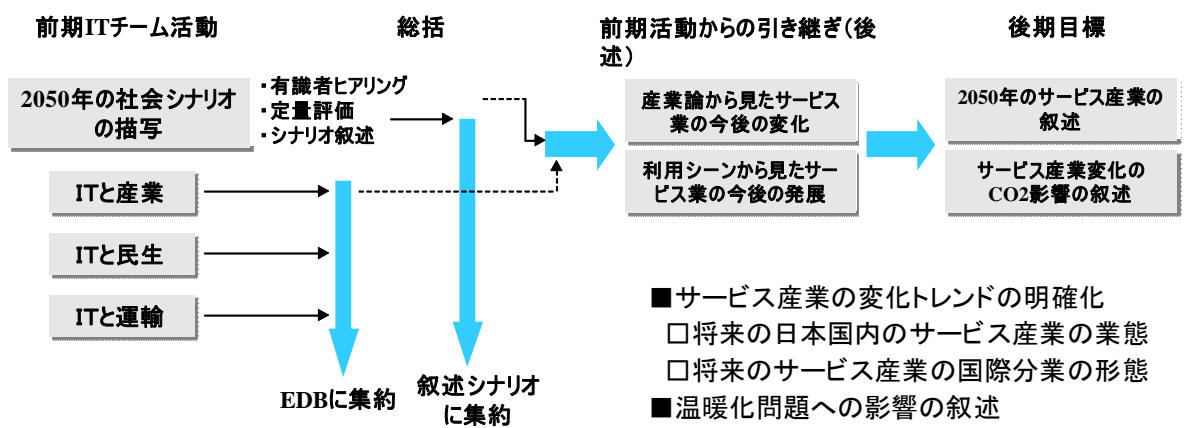 前期ITチーム活動
総括
前期活動からの引き継ぎ(後
述)
後期目標
2050年の社会シナリオ
の描写
・有識者ヒアリング
・定量評価
・シナリオ叙述
産業論から見たサービス
業の今後の変化
2050年のサービス産業の
叙述
利用シーンから見たサー
ビス業の今後の発展
サービス産業変化の
CO2影響の叙述
ITと産業
ITと民生
ITと運輸
EDBに集約
叙述シナリオ
に集約
■サービス産業の変化トレンドの明確化
□将来の日本国内のサービス産業の業態
□将来のサービス産業の国際分業の形態
■温暖化問題への影響の叙述